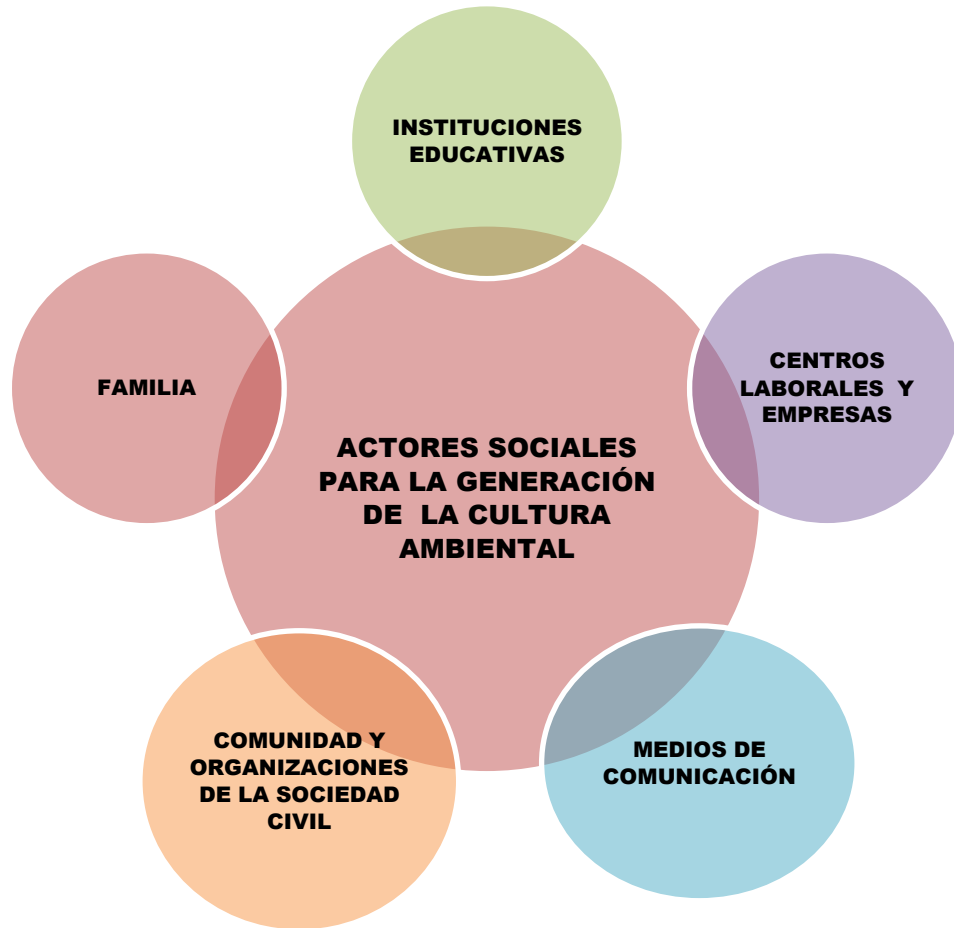 INSTITUCIONES
EDUCATIVAS
CENTROS
LABORALES Y
EMPRESAS
FAMILIA
ACTORES SOCIALES
PARA LA GENERACIÓN
DE LA CULTURA
AMBIENTAL
COMUNIDAD Y
ORGANIZACIONES
DE LA SOCIEDAD
CIVIL
MEDIOS DE
COMUNICACIÓN